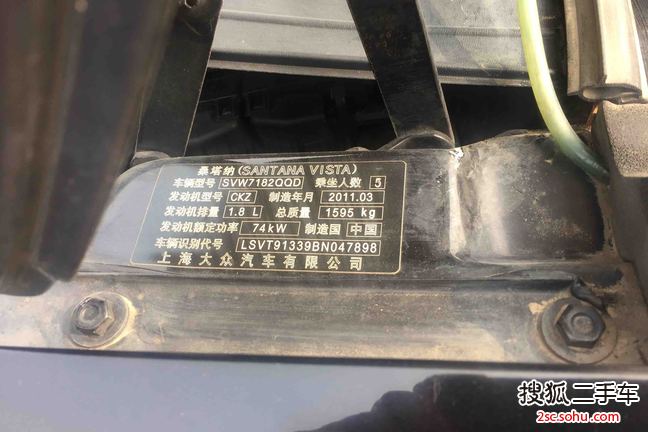 桑塔纳(SANTANA VISTA)
车辆型号 SVW7182QQD 乘坐人数 5
发动机型号 CKZ 制造年月 2011.03
发动机排量 1.8 L 总质量 1595 kg
发动机额定功率 74kW 制造国 中国
车辆识别代号 LSVT91339BN047898
上海大众汽车有限公司
搜狐二手车
2sc.sohu.com